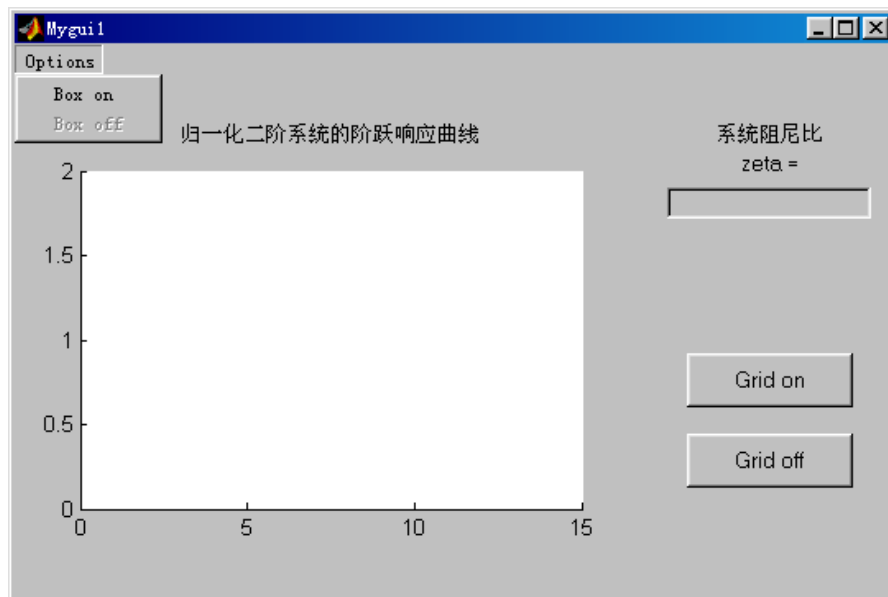 Mygui1
Options
Box on
Box off
归一化二阶系统的阶跃响应曲线
系统阻尼比
zeta =
2
1.5
1
0.5
0
0
5
10
15
Grid on
Grid off